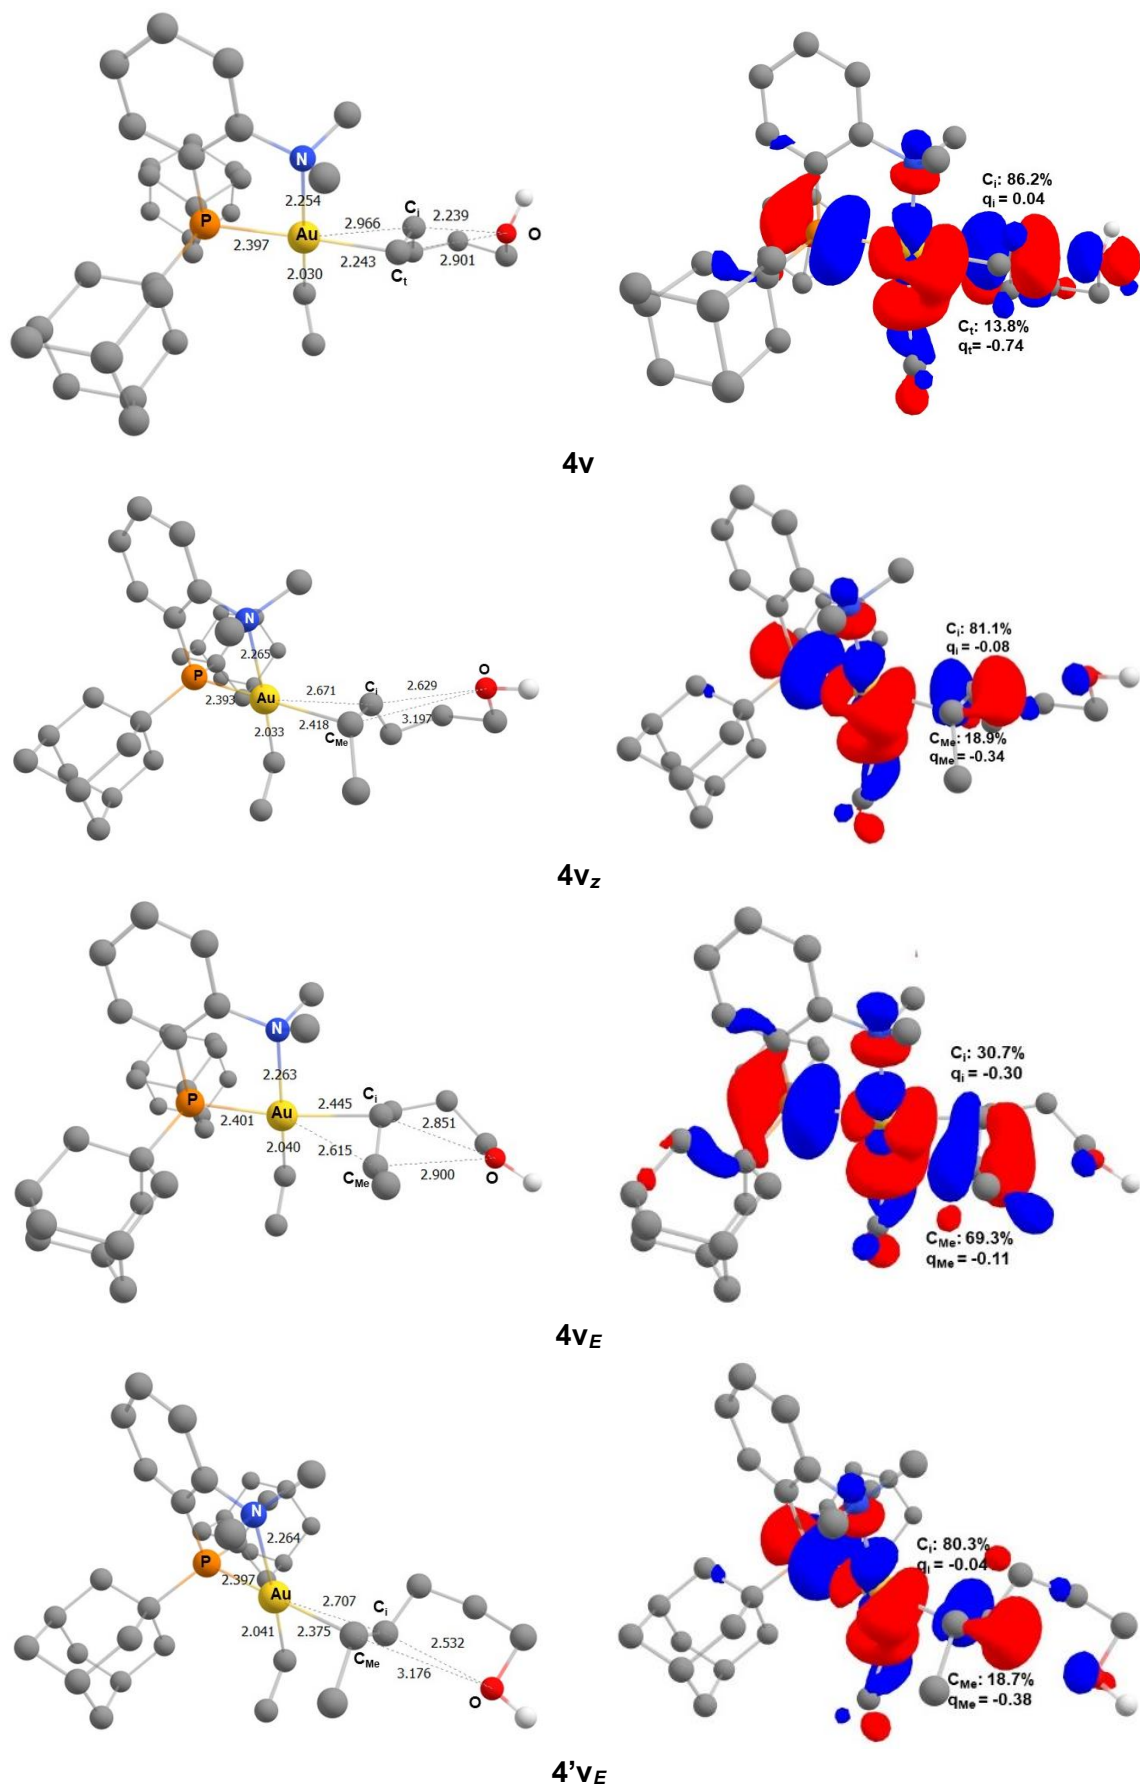 N
2.254
Ci
2.966
2.239
P
Au
O
2.397
2.243
2.901
Ct
2.030
Ci: 86.2%
qi = 0.04
Ct: 13.8%
qt= -0.74
4v
N
2.265
O
P
2.671
Ci
2.629
2.393
Au
2.418
3.197
2.033
CMe
Ci: 81.1%
qi = -0.08
CMe: 18.9%
qMe= -0.34
4vz
N
2.263
Ci
P
2.445
2.401
Au
2.851
2.040
2.615
CMe
2.900
O
Ci: 30.7%
qi = -0.30
CMe: 69.3%
qMe = -0.11
4vE
N
2.264
P
2.397
Au
2.707
Ci
2.041
2.375
2.532
CMe
3.176
O
Ci: 80.3%
qi = -0.04
CMe: 18.7%
qMe= -0.38
4’vE